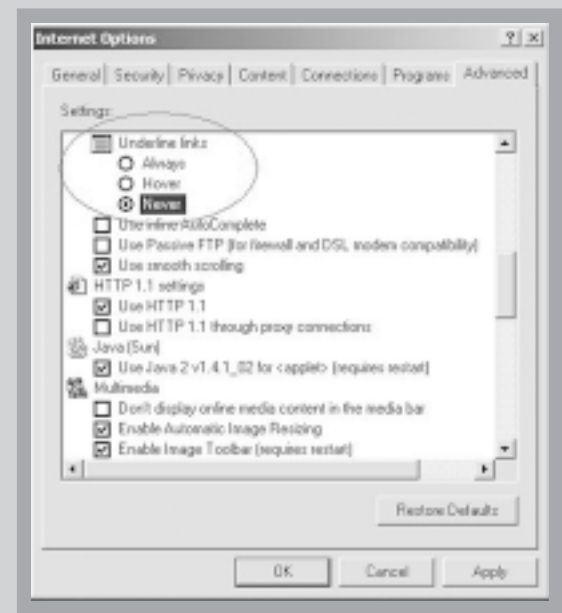 Internet Options
General Security Privacy Content Connections Programs Advanced
Settings:
Underline links
Always
Hover
Never
Use inline AutoComplete
Use Passive FTP (for firewall and DSL modem compatibility)
Use smooth scrolling
HTTP 1.1 settings
Use HTTP 1.1
Use HTTP 1.1 through proxy connections
Java (Sun)
Use Java 2 v1.4.1_02 for <applet> (requires restart)
Multimedia
Don't display online media content in the media bar
Enable Automatic Image Resizing
Enable Image Toolbar (requires restart)
Restore Defaults
OK Cancel Apply